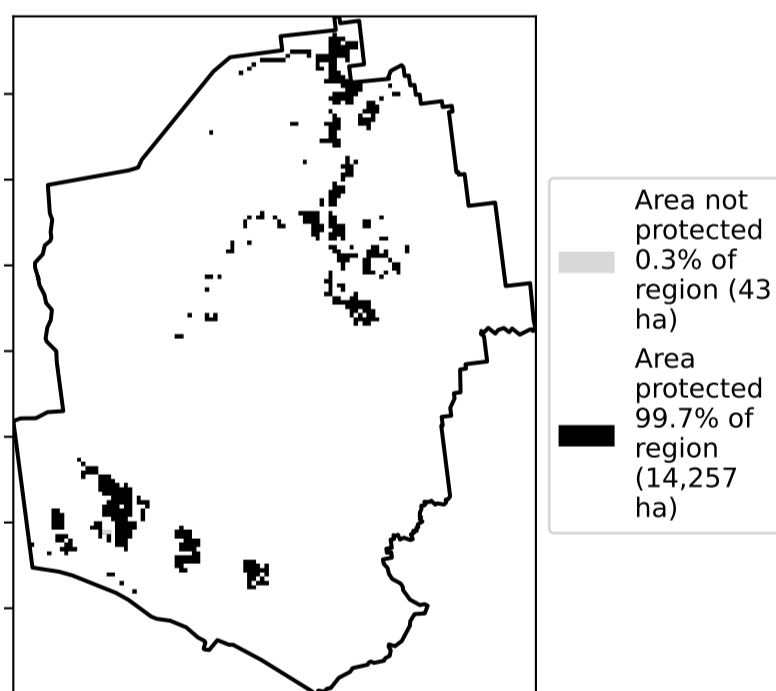 Area not
protected
0.3% of
region (43
ha)
Area
protected
99.7% of
region
(14,257
ha)